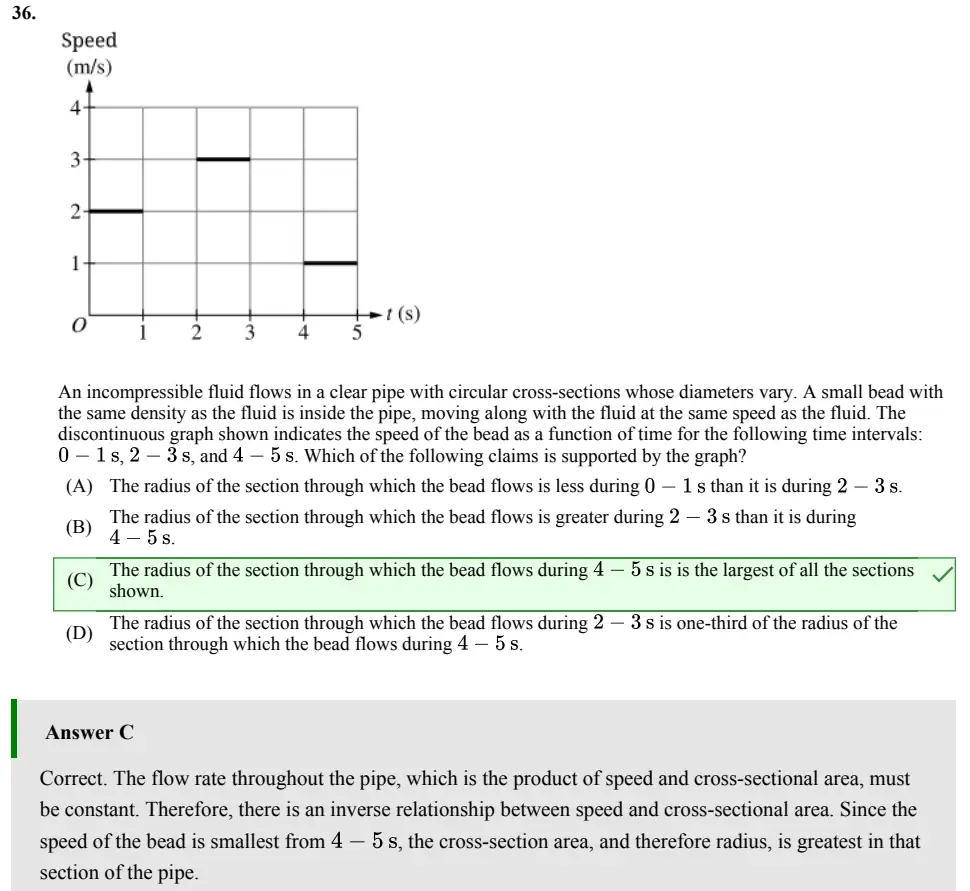 36.
Speed
(m/s)
4
3
2
1
O
1 2 3 4 5
t (s)
An incompressible fluid flows in a clear pipe with circular cross-sections whose diameters vary. A small bead with
the same density as the fluid is inside the pipe, moving along with the fluid at the same speed as the fluid. The
discontinuous graph shown indicates the speed of the bead as a function of time for the following time intervals:
0 − 1 s, 2 − 3 s, and 4 − 5 s. Which of the following claims is supported by the graph?
(A) The radius of the section through which the bead flows is less during 0 − 1 s than it is during 2 − 3 s.
(B) The radius of the section through which the bead flows is greater during 2 − 3 s than it is during
4 − 5 s.
(C) The radius of the section through which the bead flows during 4 − 5 s is is the largest of all the sections
shown.
(D) The radius of the section through which the bead flows during 2 − 3 s is one-third of the radius of the
section through which the bead flows during 4 − 5 s.
Answer C
Correct. The flow rate throughout the pipe, which is the product of speed and cross-sectional area, must
be constant. Therefore, there is an inverse relationship between speed and cross-sectional area. Since the
speed of the bead is smallest from 4 − 5 s, the cross-section area, and therefore radius, is greatest in that
section of the pipe.